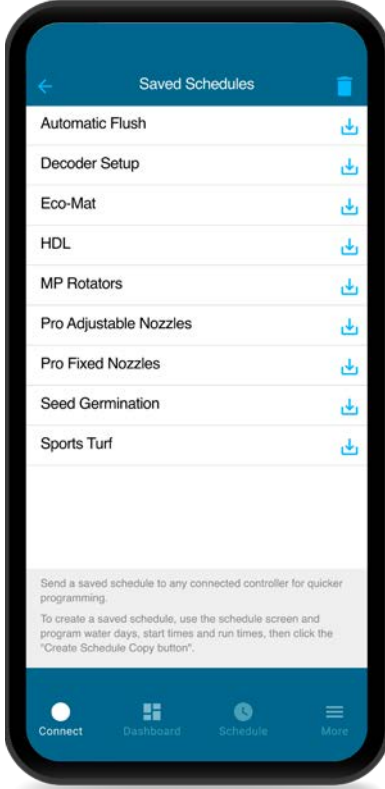 Saved Schedules
Automatic Flush
Decoder Setup
Eco-Mat
HDL
MP Rotators
Pro Adjustable Nozzles
Pro Fixed Nozzles
Seed Germination
Sports Turf
Send a saved schedule to any connected controller for quicker
programming.
To create a saved schedule, use the schedule screen and
program water days, start times and run times, then click the
"Create Schedule Copy button".
Connect Dashboard Schedule More